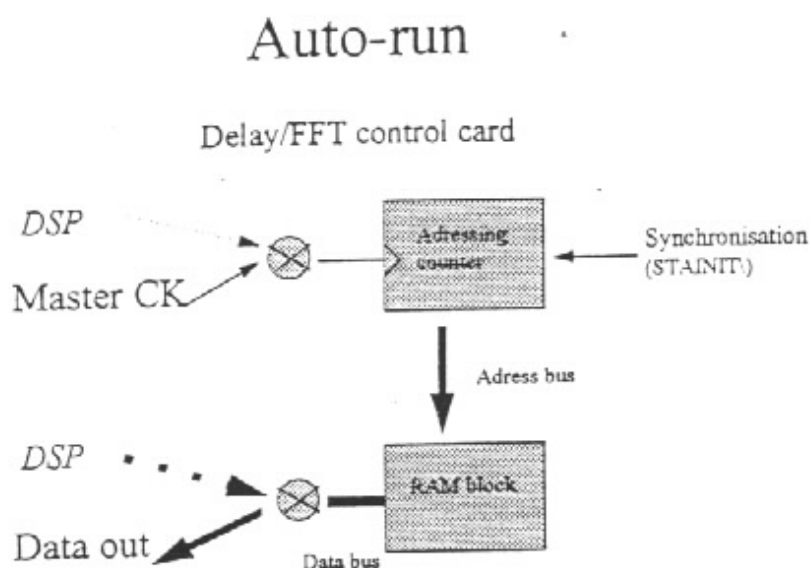 Auto-run
Delay/FFT control card
DSP
Master CK
Adressing
counter
Synchronisation
(STAINIT\)
Adress bus
DSP
RAM block
Data out
Data bus